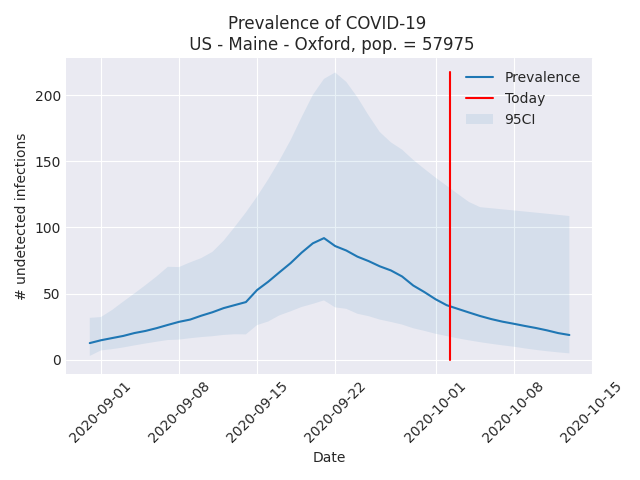 Prevalence of COVID-19
US - Maine - Oxford, pop. = 57975
Prevalence
Today
95CI
# undetected infections
200
150
100
50
0
2020-09-01
2020-09-08
2020-09-15
2020-09-22
2020-10-01
2020-10-08
2020-10-15
Date